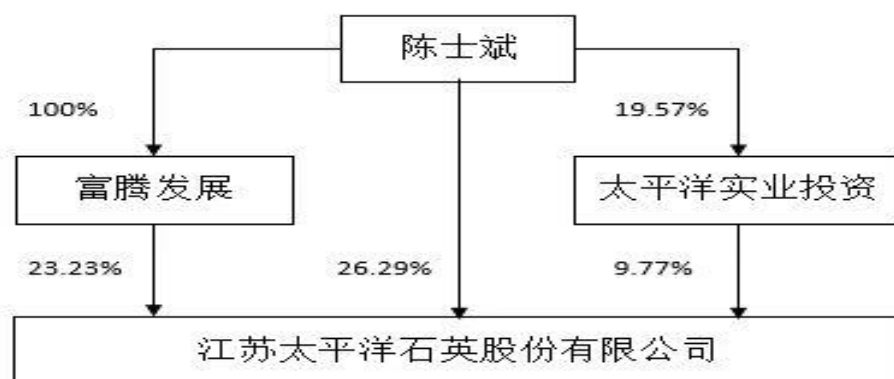 陈士斌
100%
19.57%
富腾发展
太平洋实业投资
23.23%
26.29%
9.77%
江苏太平洋石英股份有限公司